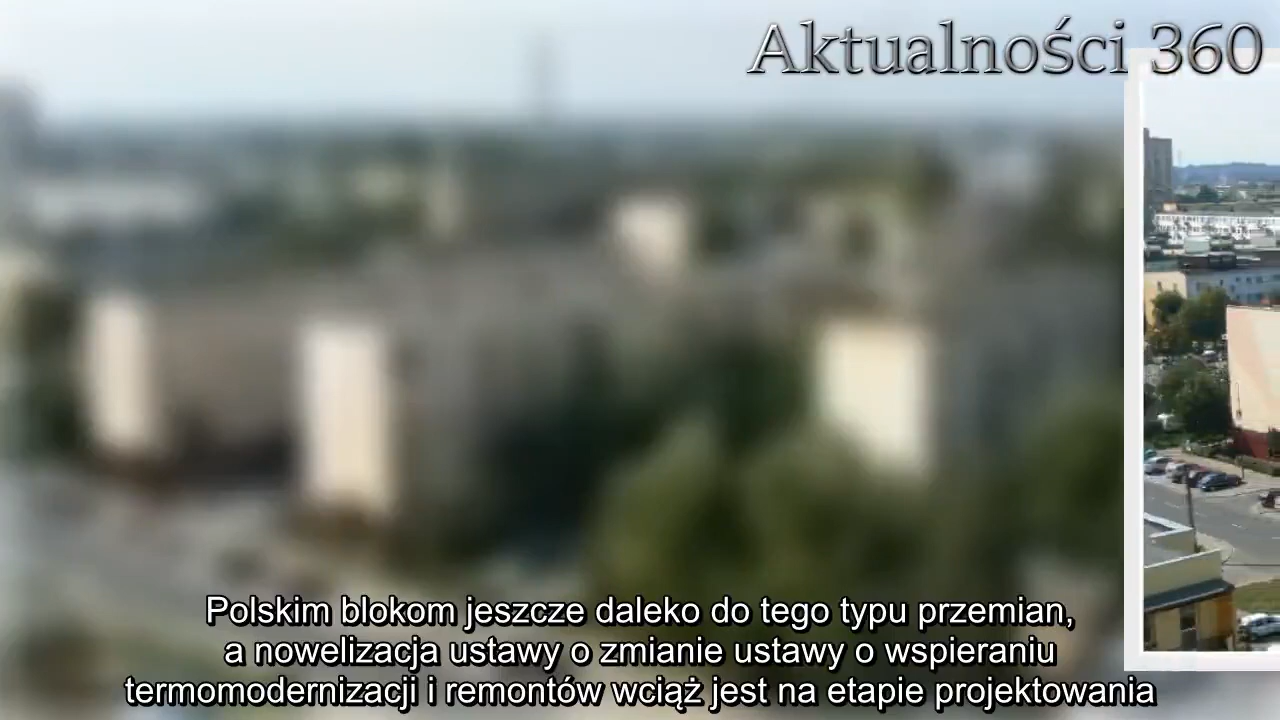 Aktualności 360
Polskim blokom jeszcze daleko do tego typu przemian,
a nowelizacja ustawy o zmianie ustawy o wspieraniu
termomodernizacji i remontów wciąż jest na etapie projektowania